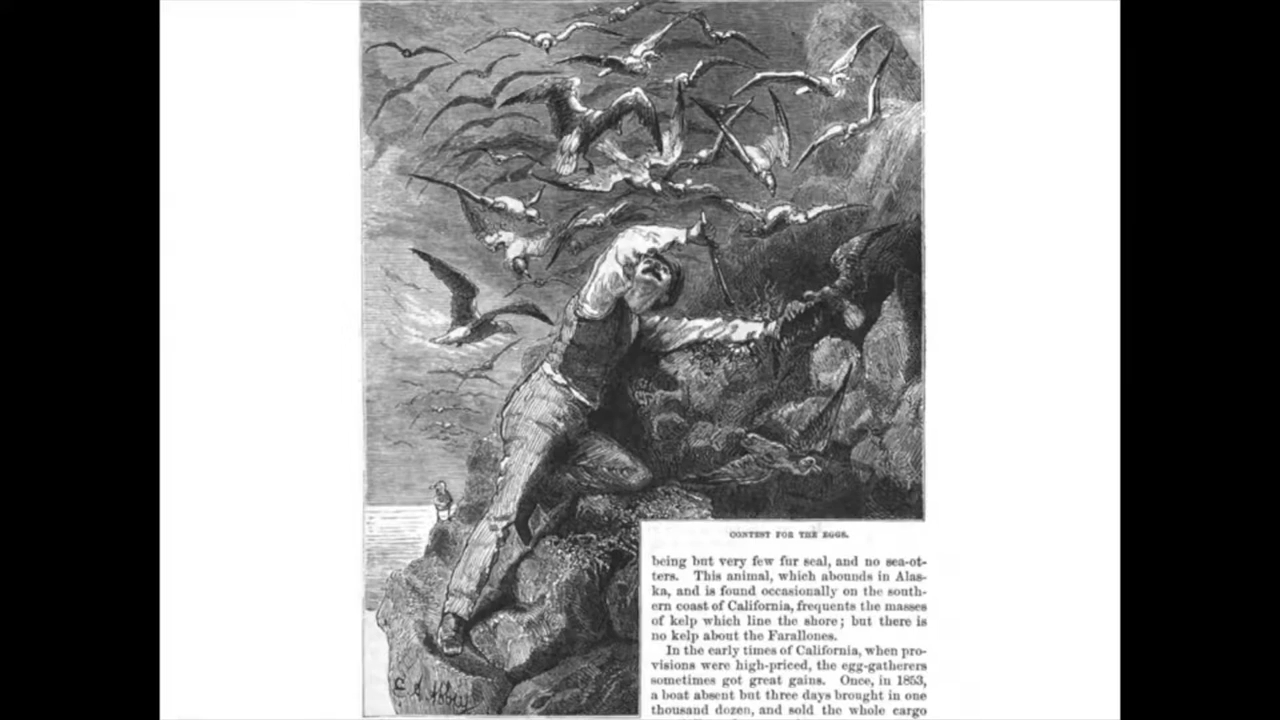 CONTEST FOR THE EGGS.
being but very few fur seal, and no sea-ot-
ters. This animal, which abounds in Alas-
ka, and is found occasionally on the south-
ern coast of California, frequents the masses
of kelp which line the shore; but there is
no kelp about the Farallones.
In the early times of California, when pro-
visions were high-priced, the egg-gatherers
sometimes got great gains. Once, in 1853,
a boat absent but three days brought in one
thousand dozen, and sold the whole cargo
E A Abbey